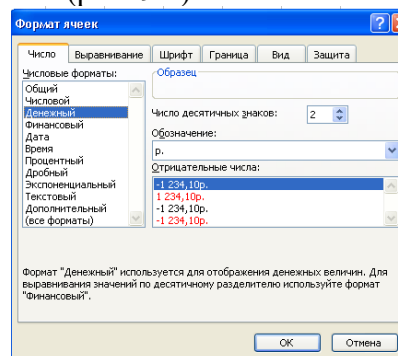 Формат ячеек
Число Выравнивание Шрифт Граница Вид Защита
Числовые форматы:
Образец
Общий
Числовой
Денежный
Финансовый
Дата
Время
Процентный
Дробный
Экспоненциальный
Текстовый
Дополнительный
(все форматы)
Число десятичных знаков: 2
Обозначение:
р.
Отрицательные числа:
-1 234,10р.
1 234,10р.
-1 234,10р.
-1 234,10р.
Формат "Денежный" используется для отображения денежных величин. Для
выравнивания значений по десятичному разделителю используйте формат
"Финансовый".
ОК Отмена